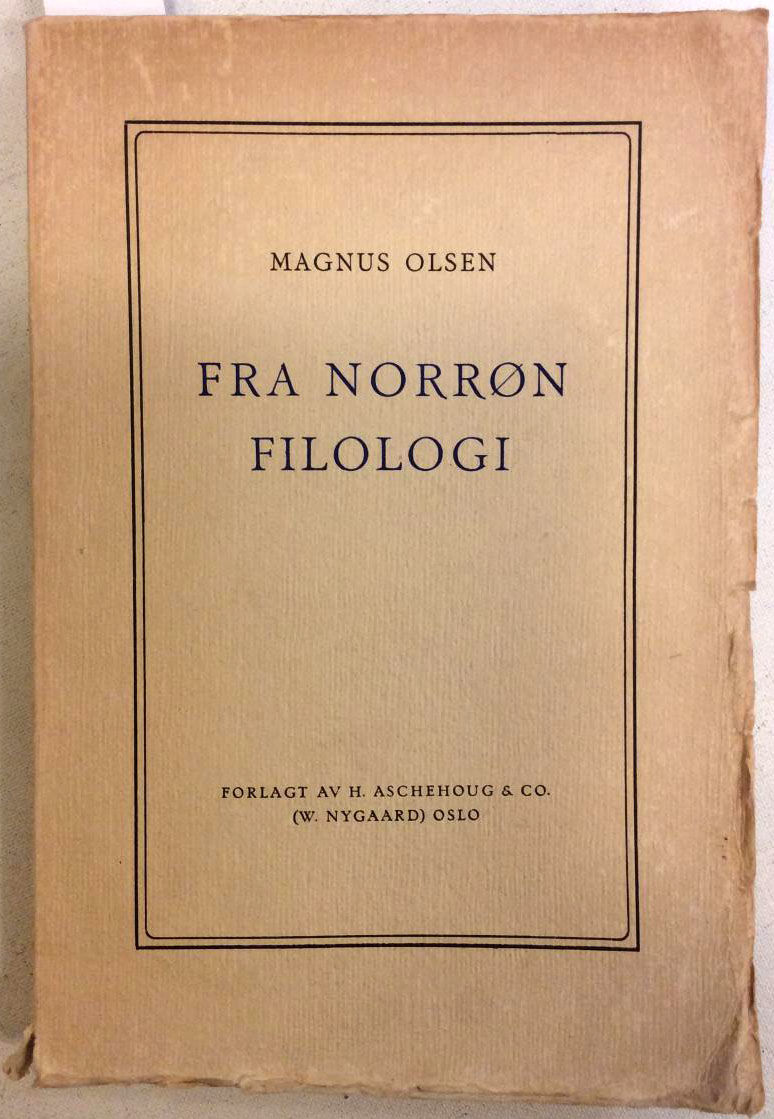 MAGNUS OLSEN
FRA NORRØN
FILOLOGI
FORLAGT AV H. ASCHEHOUG & CO.
(W. NYGAARD) OSLO